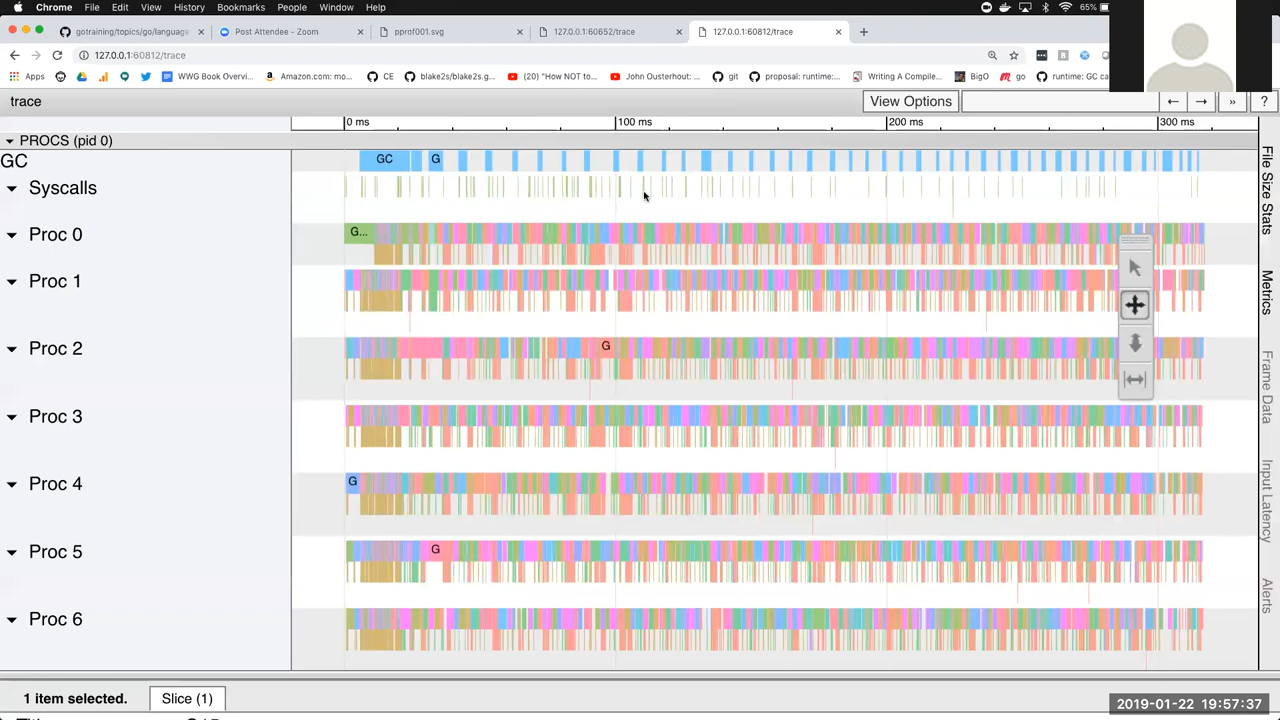 Chrome File Edit View History Bookmarks People Window Help 65%
gotraining/topics/go/language × Post Attendee - Zoom × pprof001.svg × 127.0.0.1:60652/trace × 127.0.0.1:60812/trace × +
127.0.0.1:60812/trace
Apps WWG Book Overvi... Amazon.com: mo... CE blake2s/blake2s.g... (20) "How NOT to... John Ousterhout: git proposal: runtime:... Writing A Compile... BigO go runtime: GC ca
trace View Options ← → » ?
0 ms 100 ms 200 ms 300 ms
PROCS (pid 0)
GC GC G
Syscalls
Proc 0 G...
Proc 1
Proc 2 G
Proc 3
Proc 4 G
Proc 5 G
Proc 6
File Size Stats
Metrics
Frame Data
Input Latency
Alerts
1 item selected. Slice (1)
2019-01-22 19:57:37